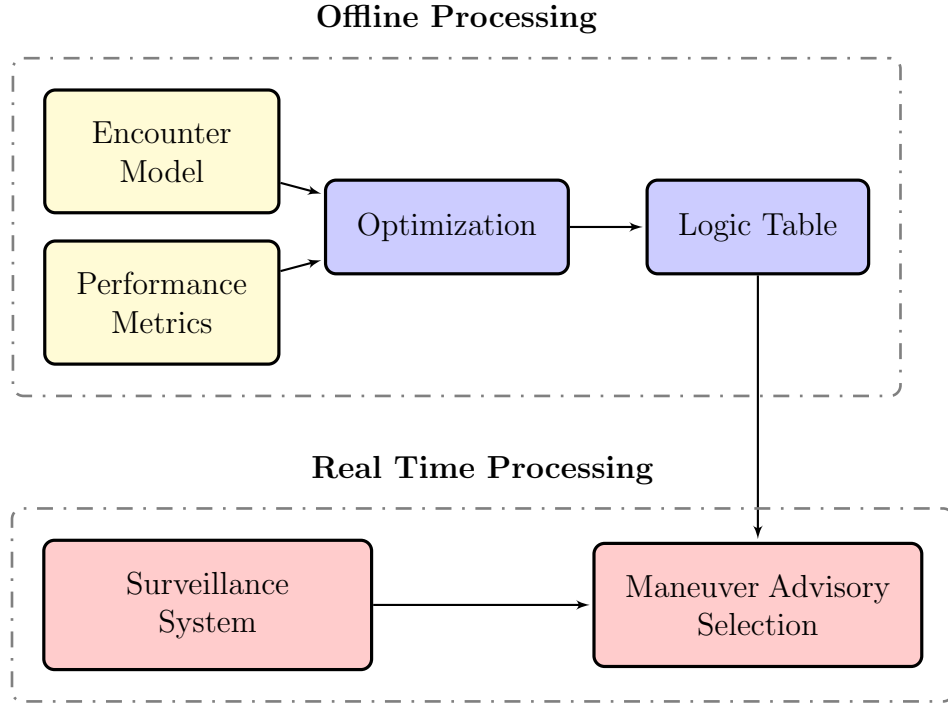 Offline Processing
Encounter
Model
Optimization
Logic Table
Performance
Metrics
Real Time Processing
Surveillance
System
Maneuver Advisory
Selection